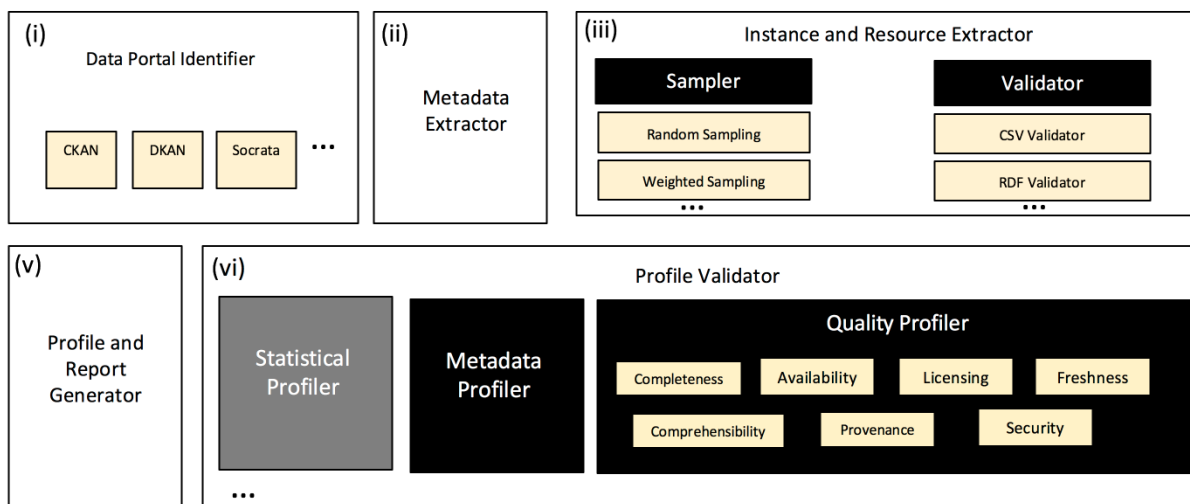 (i)
Data Portal Identifier
CKAN
DKAN
Socrata
...
(ii)
Metadata
Extractor
(iii)
Instance and Resource Extractor
Sampler
Random Sampling
Weighted Sampling
...
Validator
CSV Validator
RDF Validator
...
(v)
Profile and
Report
Generator
(vi)
Profile Validator
Statistical
Profiler
...
Metadata
Profiler
Quality Profiler
Completeness
Availability
Licensing
Freshness
Comprehensibility
Provenance
Security